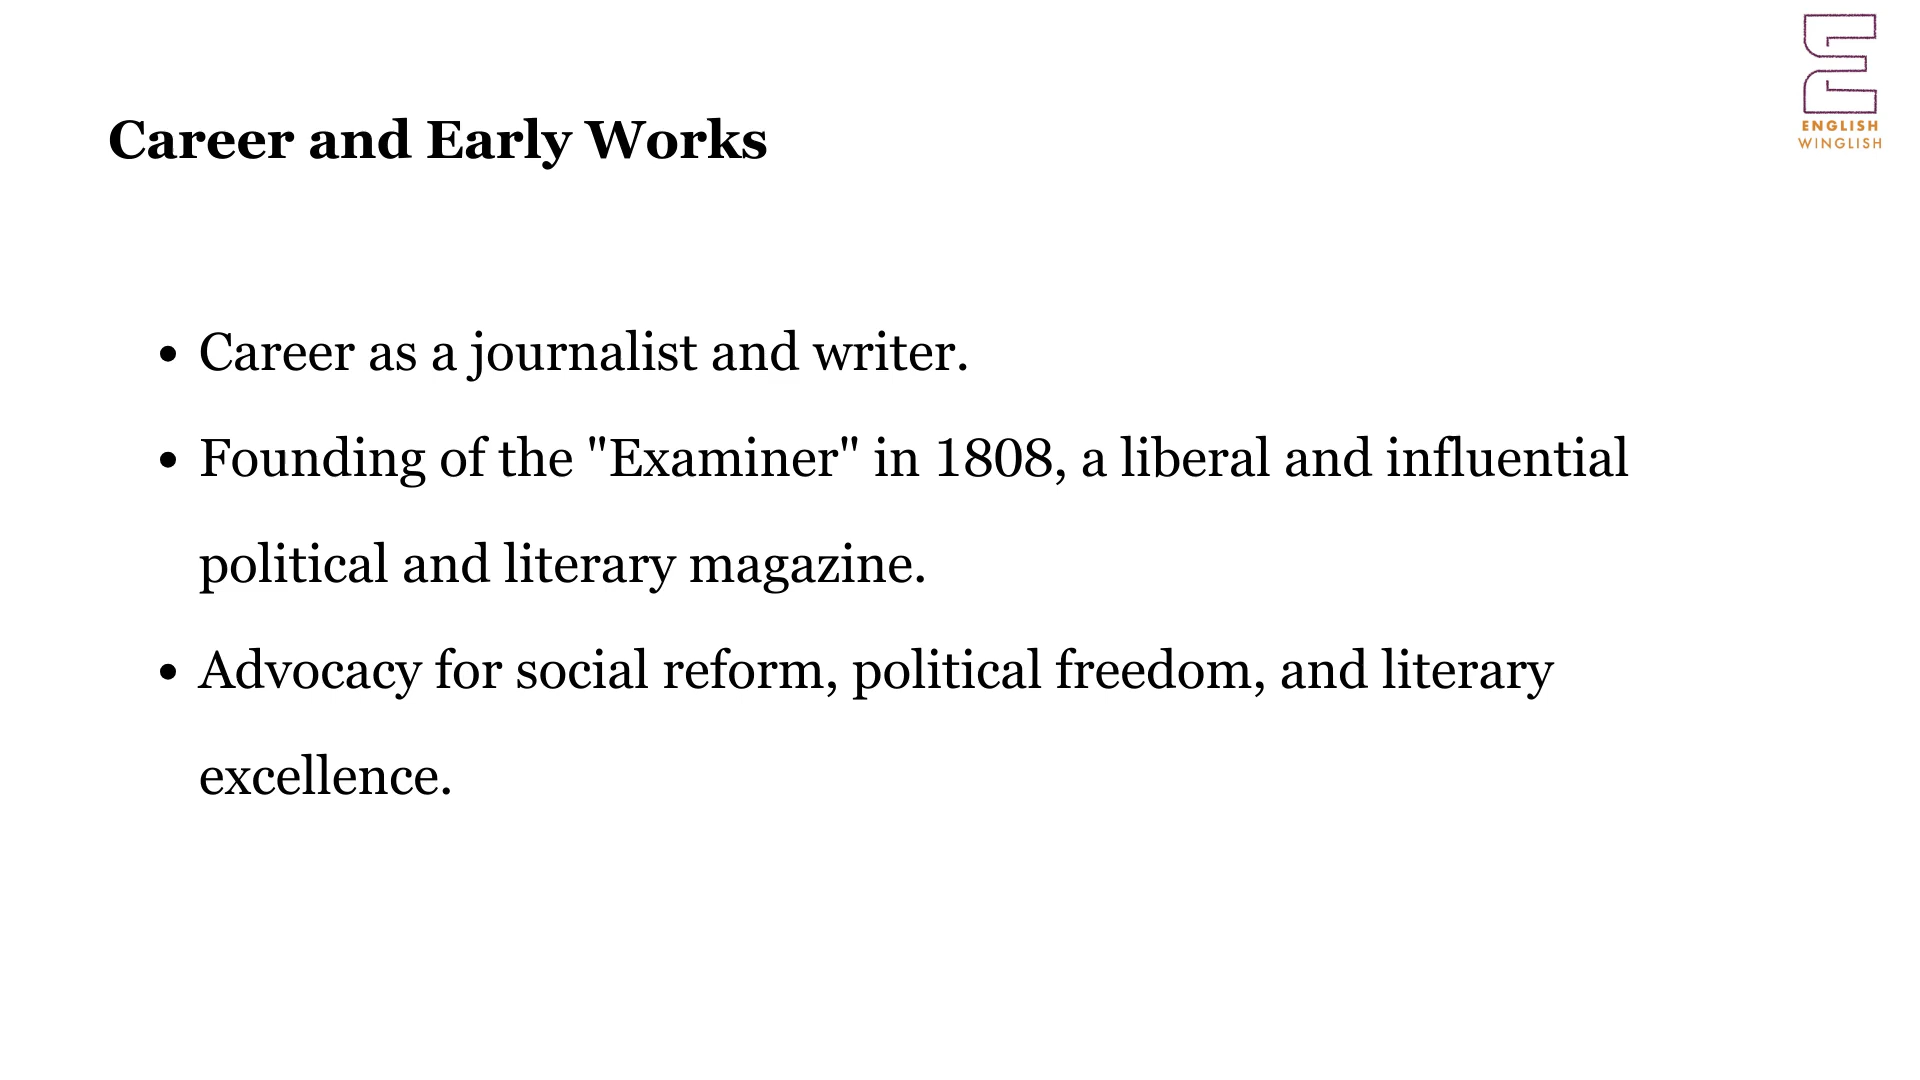 ENGLISH
WINGLISH
Career and Early Works
• Career as a journalist and writer.
• Founding of the "Examiner" in 1808, a liberal and influential
political and literary magazine.
• Advocacy for social reform, political freedom, and literary
excellence.